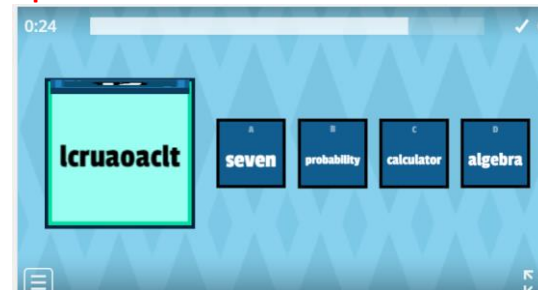 0:24
lcruaoaclt
A
seven
B
probability
C
calculator
D
algebra